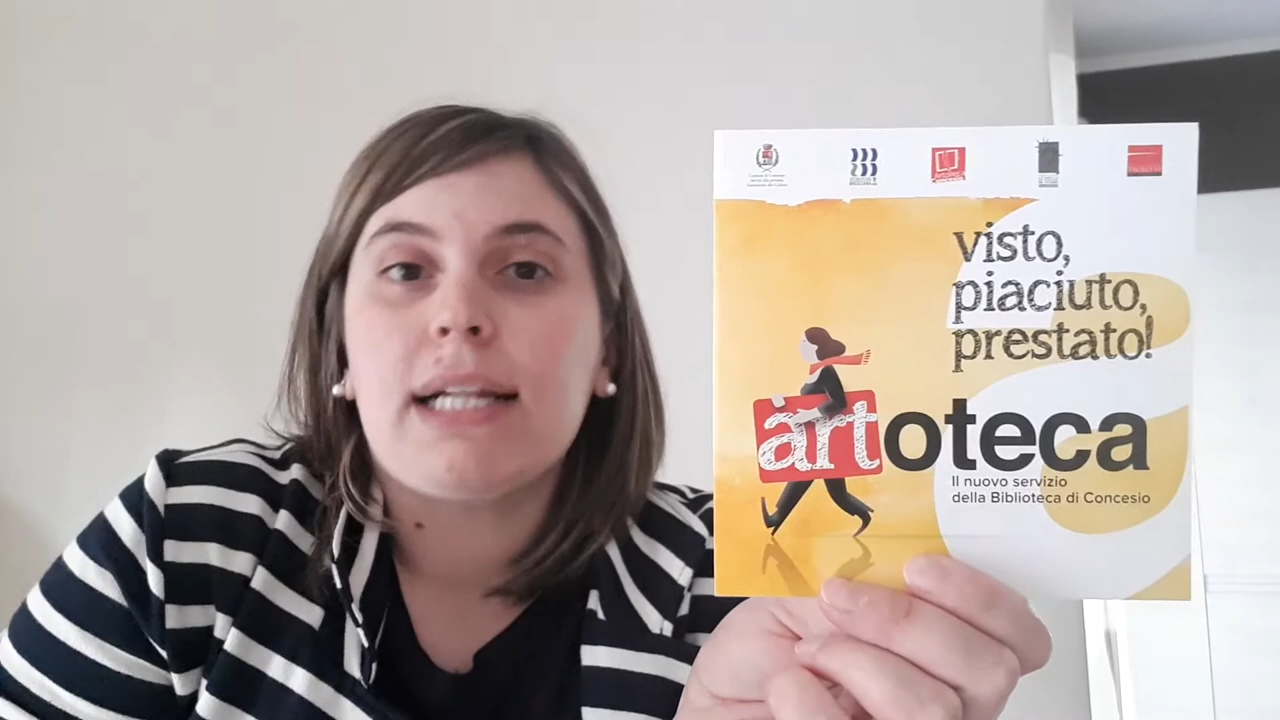 visto,
piaciuto,
prestato!
artoteca
Il nuovo servizio
della Biblioteca di Concesio